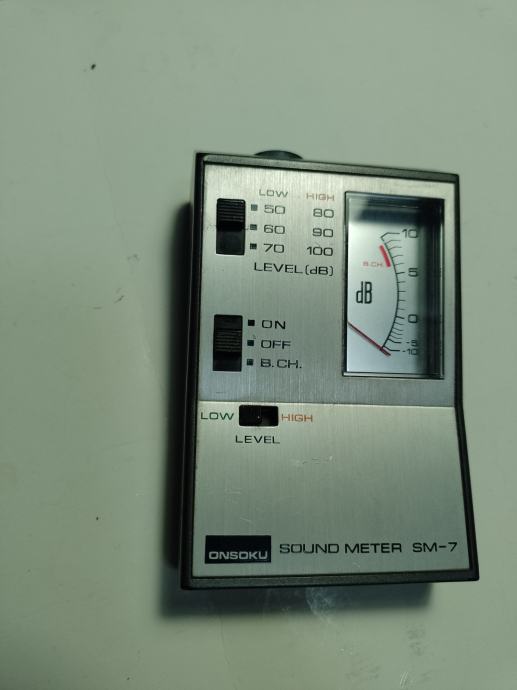 LOW HIGH
50 80
60 90
70 100
LEVEL(dB)
ON
OFF
B.CH.
LOW HIGH
LEVEL
10
B.CH.
5
dB
0
-5
-10
ONSOKU SOUND METER SM-7